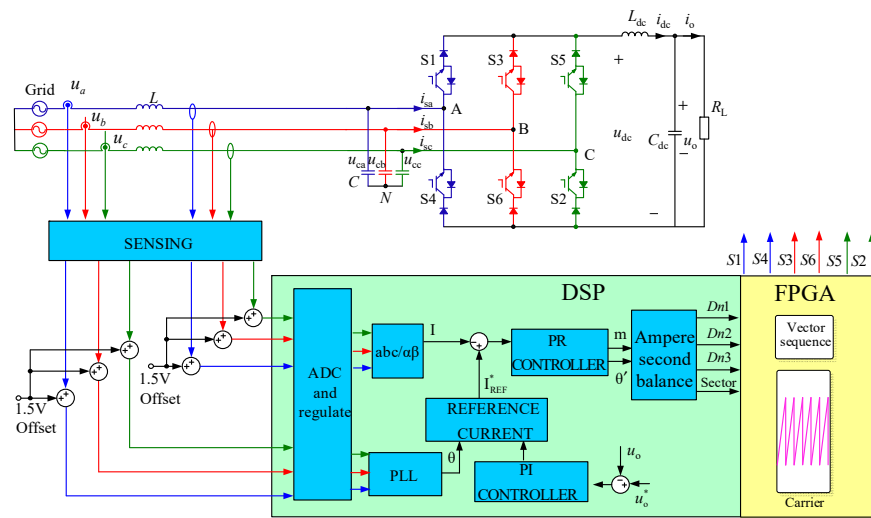 L_dc
i_dc
i_o
S1
S3
S5
Grid
u_a
L
i_sa
A
u_b
i_sb
B
u_c
i_sc
C
u_dc
C_dc
u_o
R_L
u_ca
u_cb
u_cc
C
N
S4
S6
S2
SENSING
S1
S4
S3
S6
S5
S2
DSP
FPGA
1.5V
Offset
1.5V
Offset
ADC
and
regulate
abc/αβ
I
I*_REF
PR
CONTROLLER
m
θ′
Ampere
second
balance
Dn1
Dn2
Dn3
Sector
Vector
sequence
REFERENCE
CURRENT
θ
PLL
PI
CONTROLLER
u_o
u*_o
Carrier